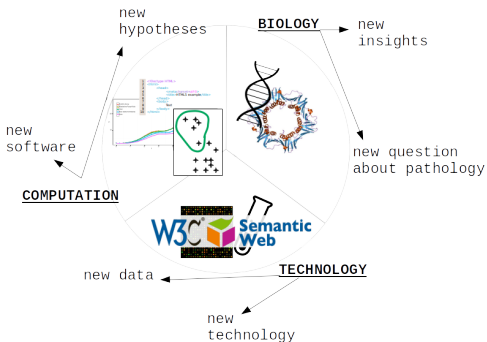 new
hypotheses
BIOLOGY
new
insights
new
software
new question
about pathology
COMPUTATION
W3C
Semantic
Web
new data
TECHNOLOGY
new
technology